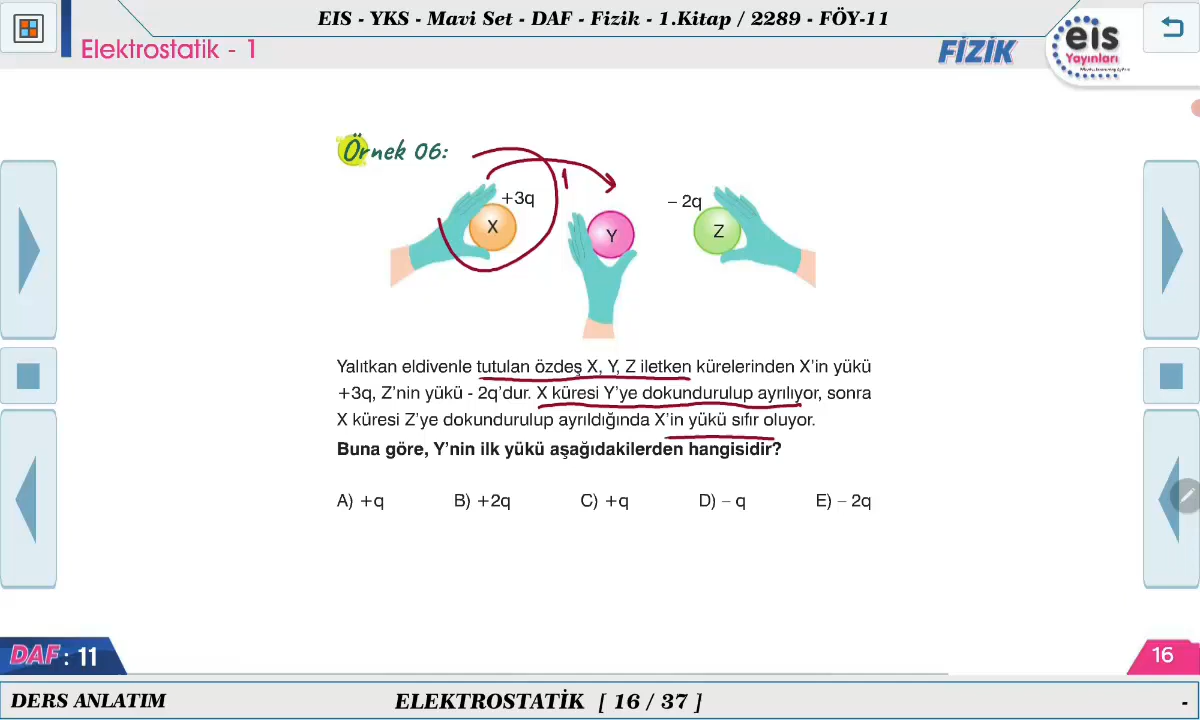 EIS - YKS - Mavi Set - DAF - Fizik - 1.Kitap / 2289 - FÖY-11
Elektrostatik - 1
FİZİK
eis
Yayınları
Örnek 06:
1
+3q
– 2q
X
Y
Z
Yalıtkan eldivenle tutulan özdeş X, Y, Z iletken kürelerinden X'in yükü
+3q, Z'nin yükü - 2q'dur. X küresi Y'ye dokundurulup ayrılıyor, sonra
X küresi Z'ye dokundurulup ayrıldığında X'in yükü sıfır oluyor.
Buna göre, Y'nin ilk yükü aşağıdakilerden hangisidir?
A) +q B) +2q C) +q D) – q E) – 2q
DAF : 11
16
DERS ANLATIM ELEKTROSTATİK [ 16 / 37 ] -